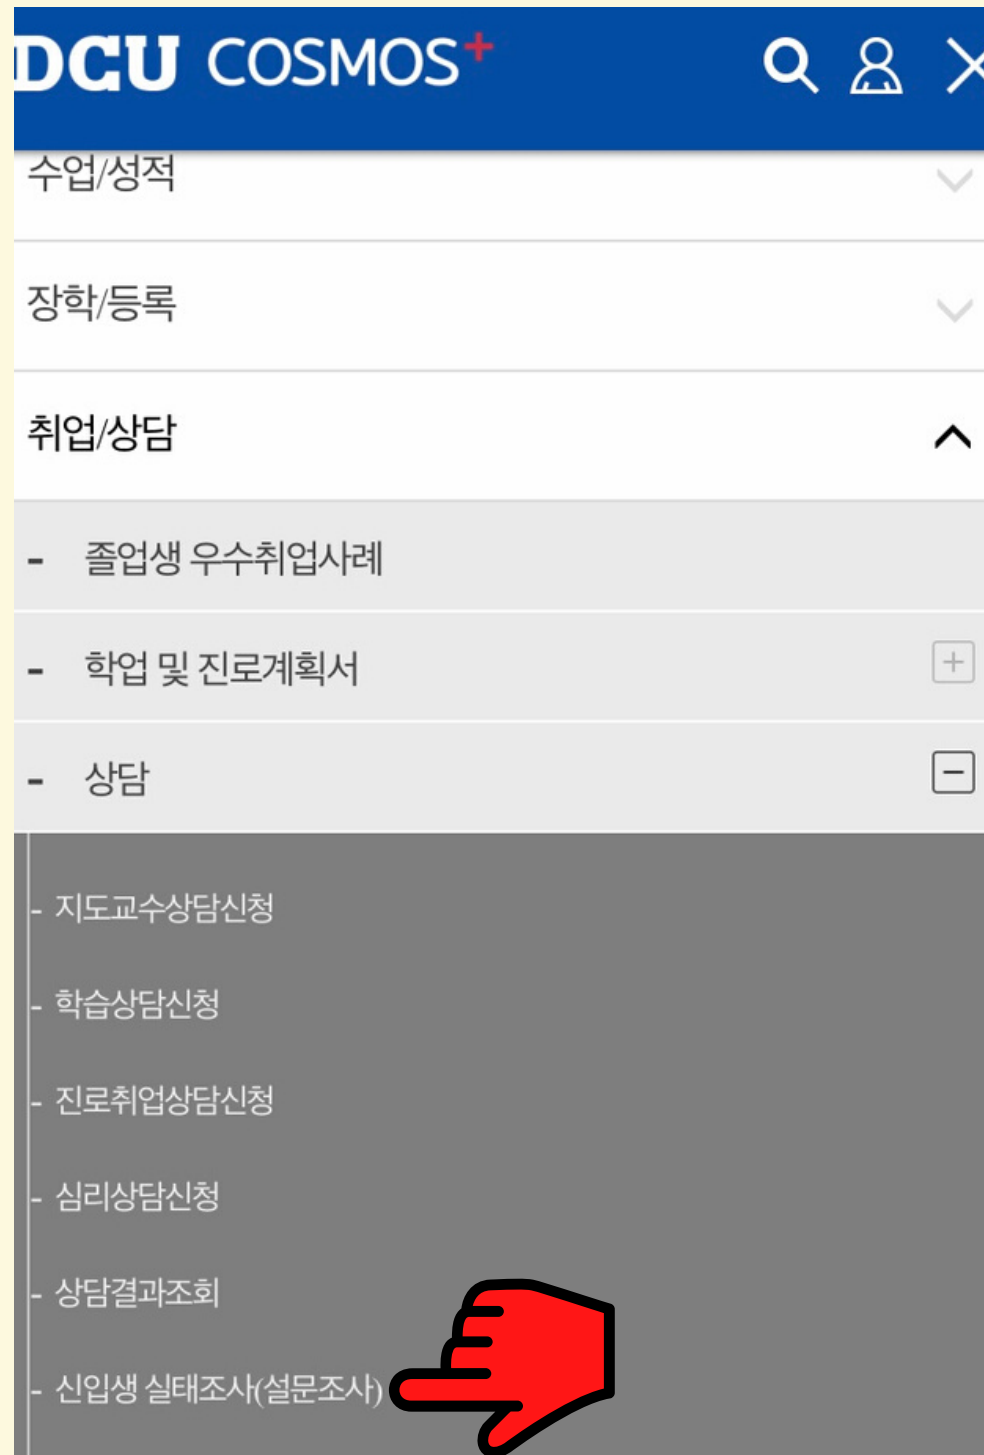 DCU COSMOS+
수업/성적
장학/등록
취업/상담
- 졸업생 우수취업사례
- 학업 및 진로계획서
- 상담
- 지도교수상담신청
- 학습상담신청
- 진로취업상담신청
- 심리상담신청
- 상담결과조회
- 신입생 실태조사(설문조사)